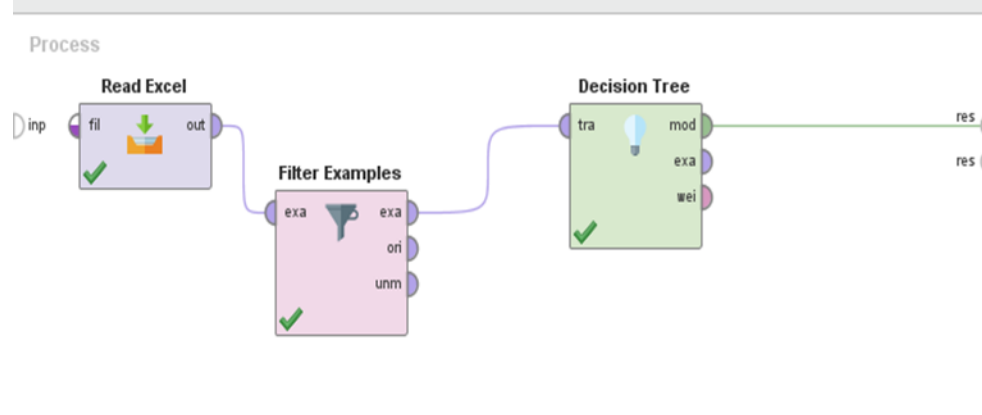 Process
Read Excel
inp
fil
out
Filter Examples
exa
exa
ori
unm
Decision Tree
tra
mod
exa
wei
res
res